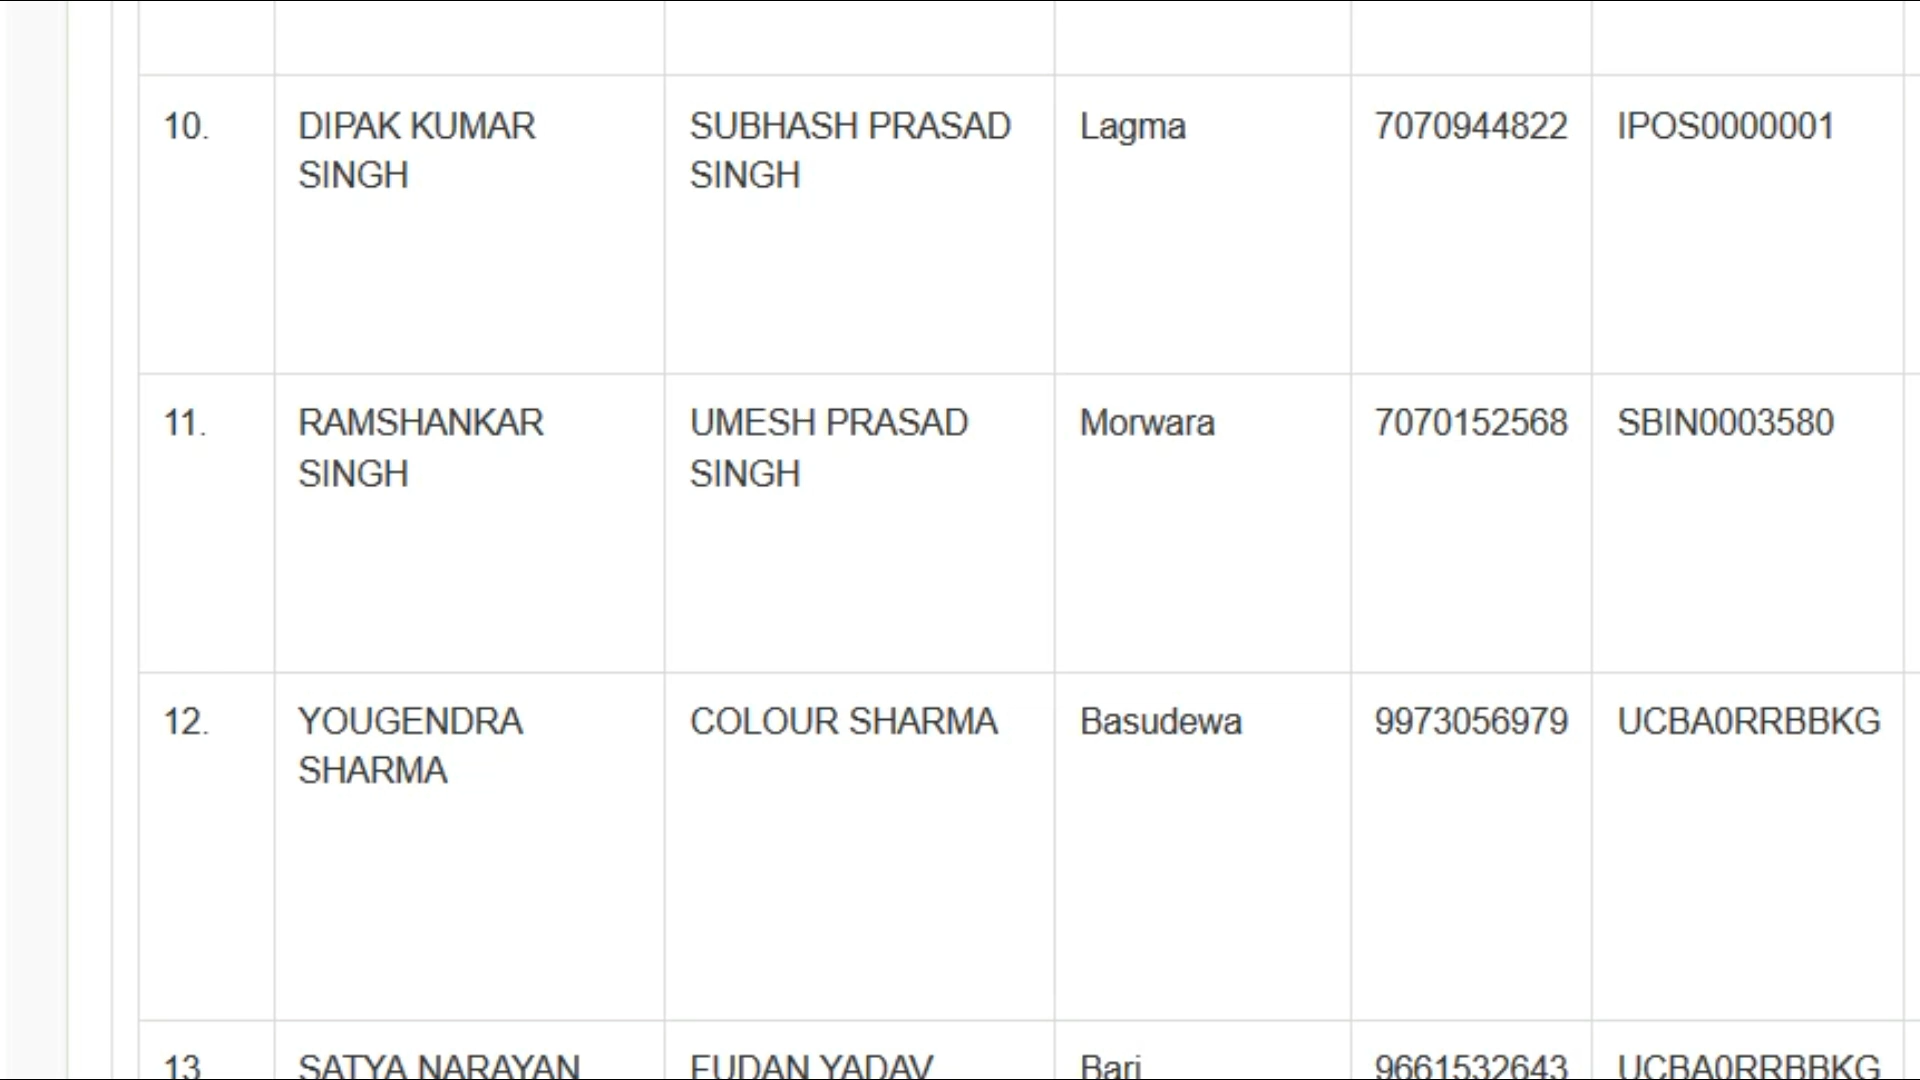 10. DIPAK KUMAR SUBHASH PRASAD Lagma 7070944822 IPOS0000001
SINGH SINGH
11. RAMSHANKAR UMESH PRASAD Morwara 7070152568 SBIN0003580
SINGH SINGH
12. YOUGENDRA COLOUR SHARMA Basudewa 9973056979 UCBA0RRBBKG
SHARMA
13 SATYA NARAYAN FUDAN YADAV Bari 9661532643 UCBA0RRBBKG